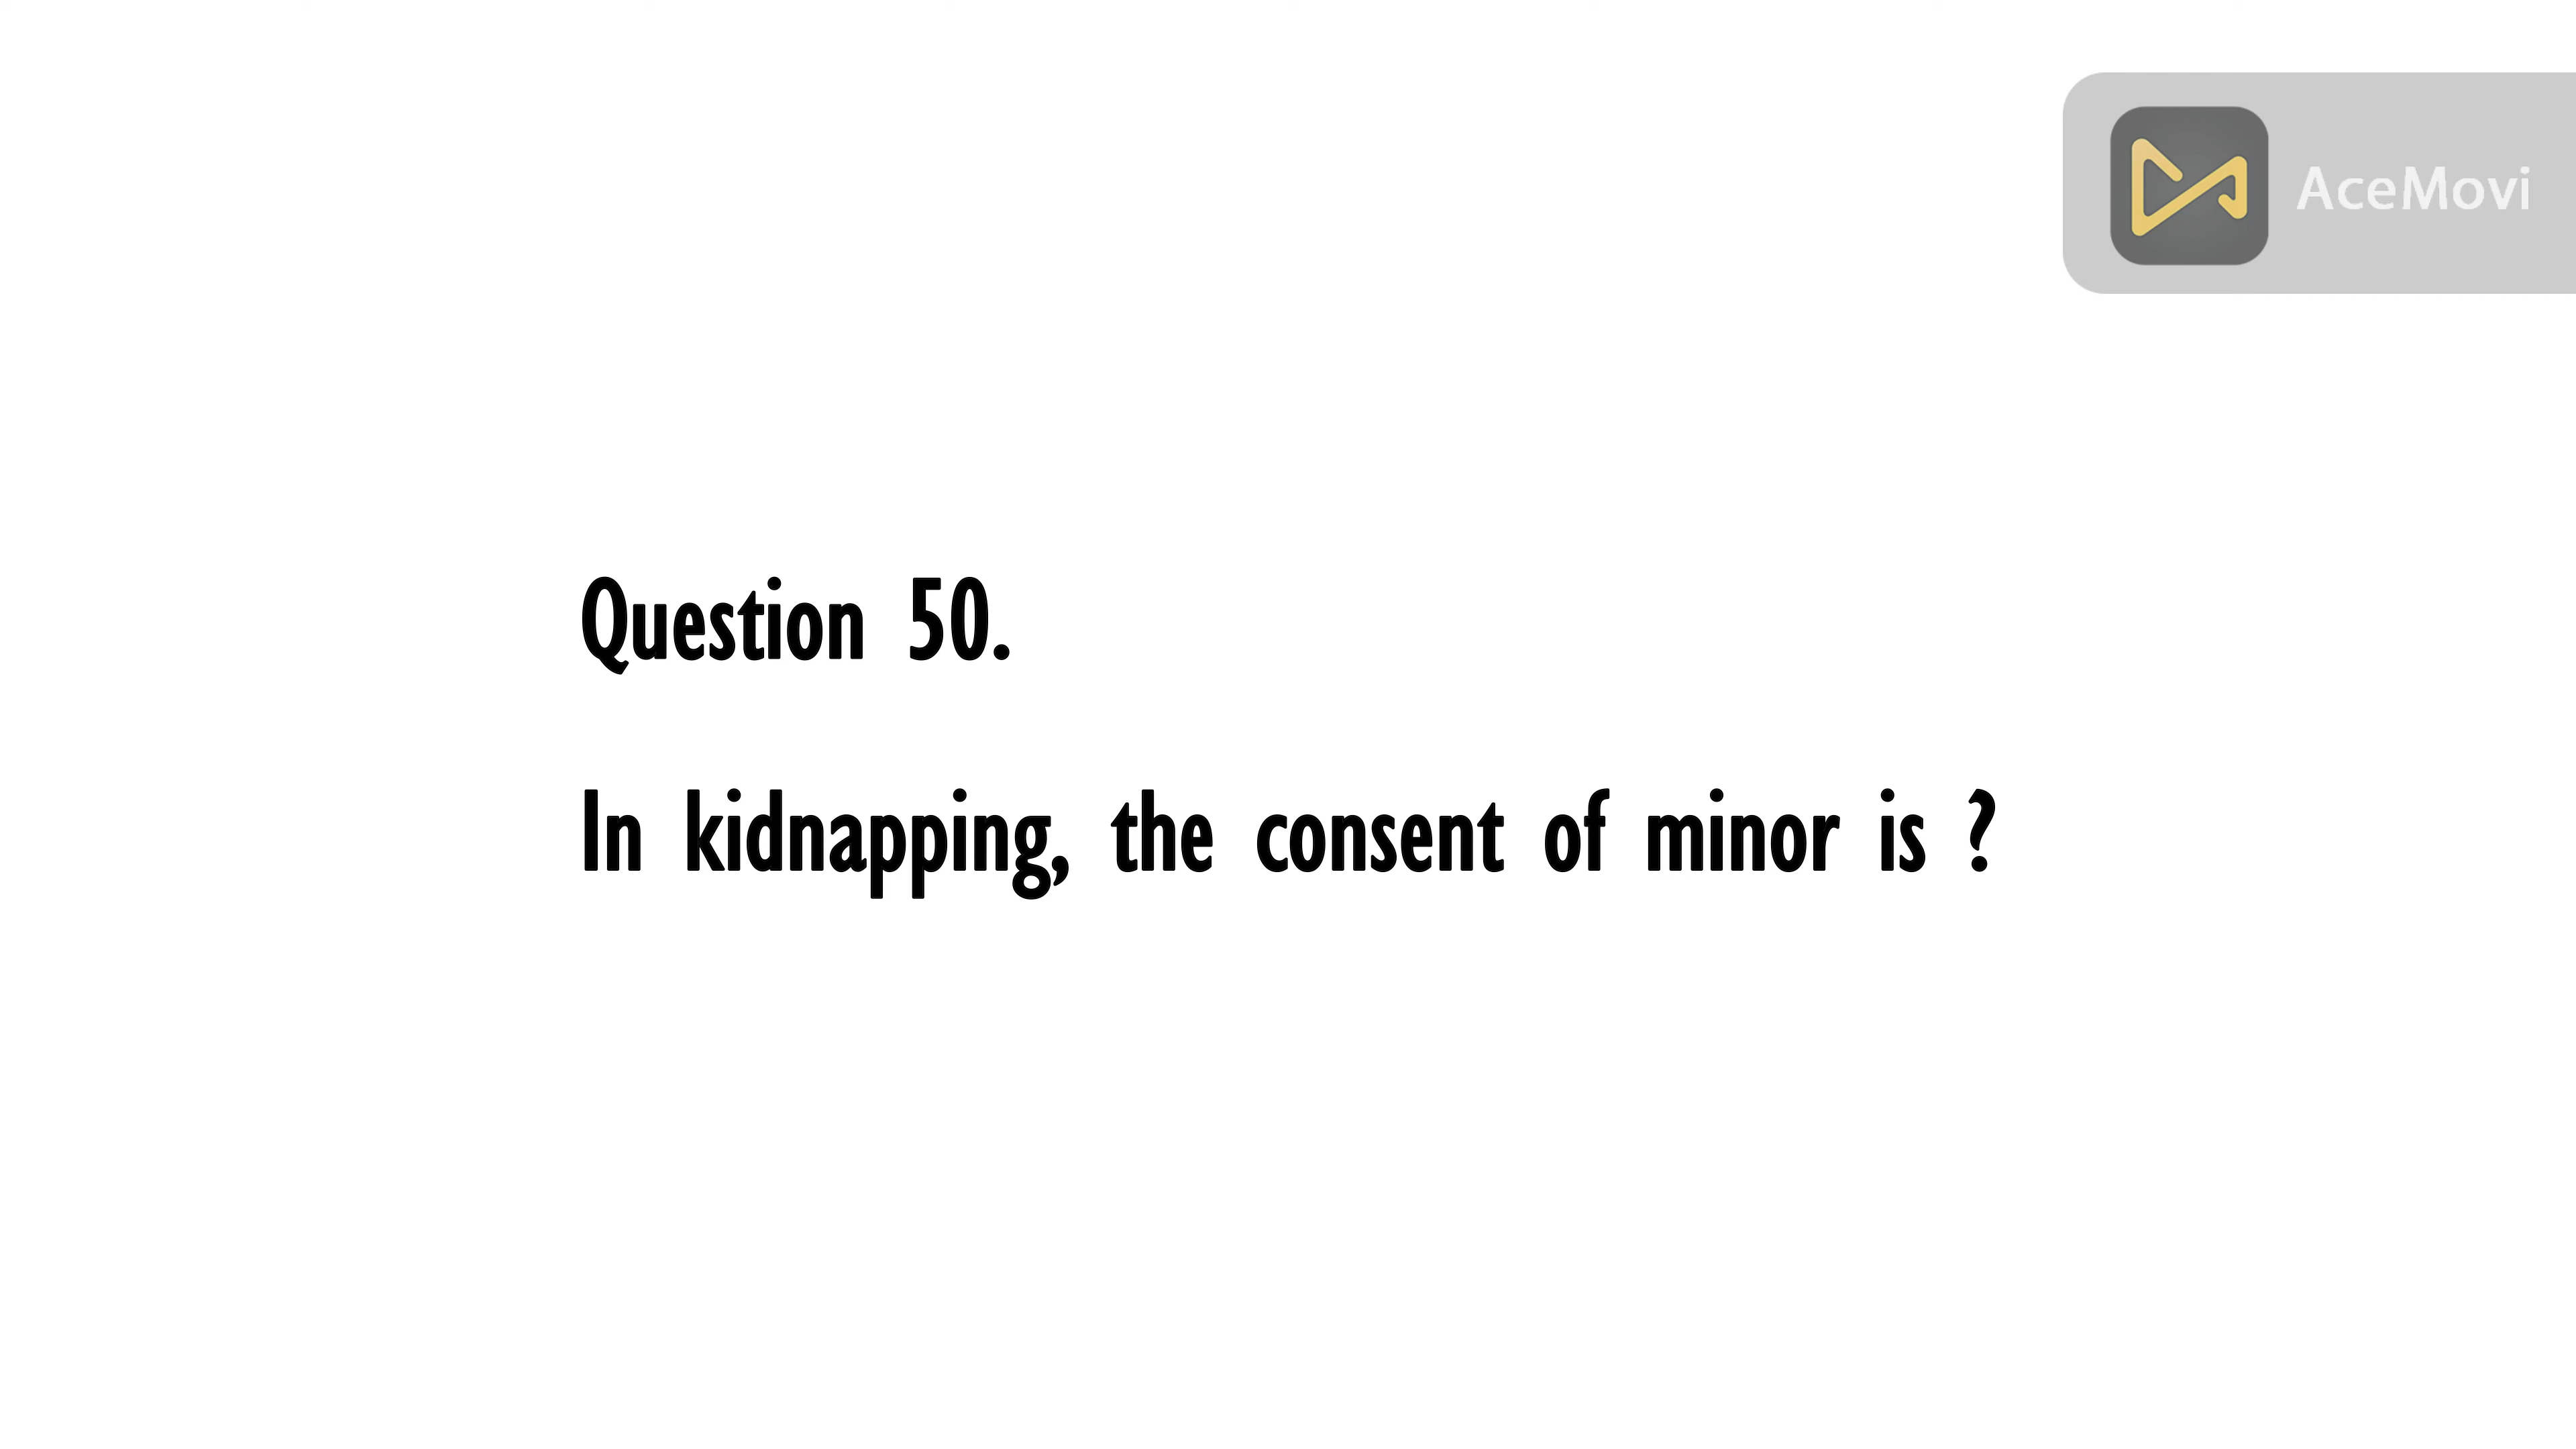 AceMovi
Question 50.
In kidnapping, the consent of minor is ?